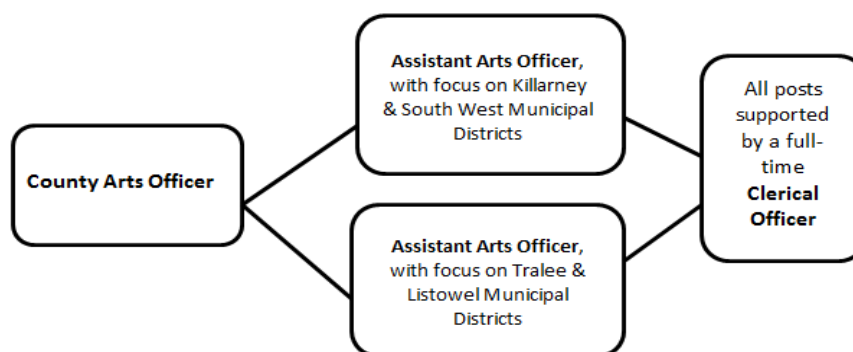 County Arts Officer
Assistant Arts Officer,
with focus on Killarney
& South West Municipal
Districts
Assistant Arts Officer,
with focus on Tralee &
Listowel Municipal
Districts
All posts
supported
by a full-
time
Clerical
Officer